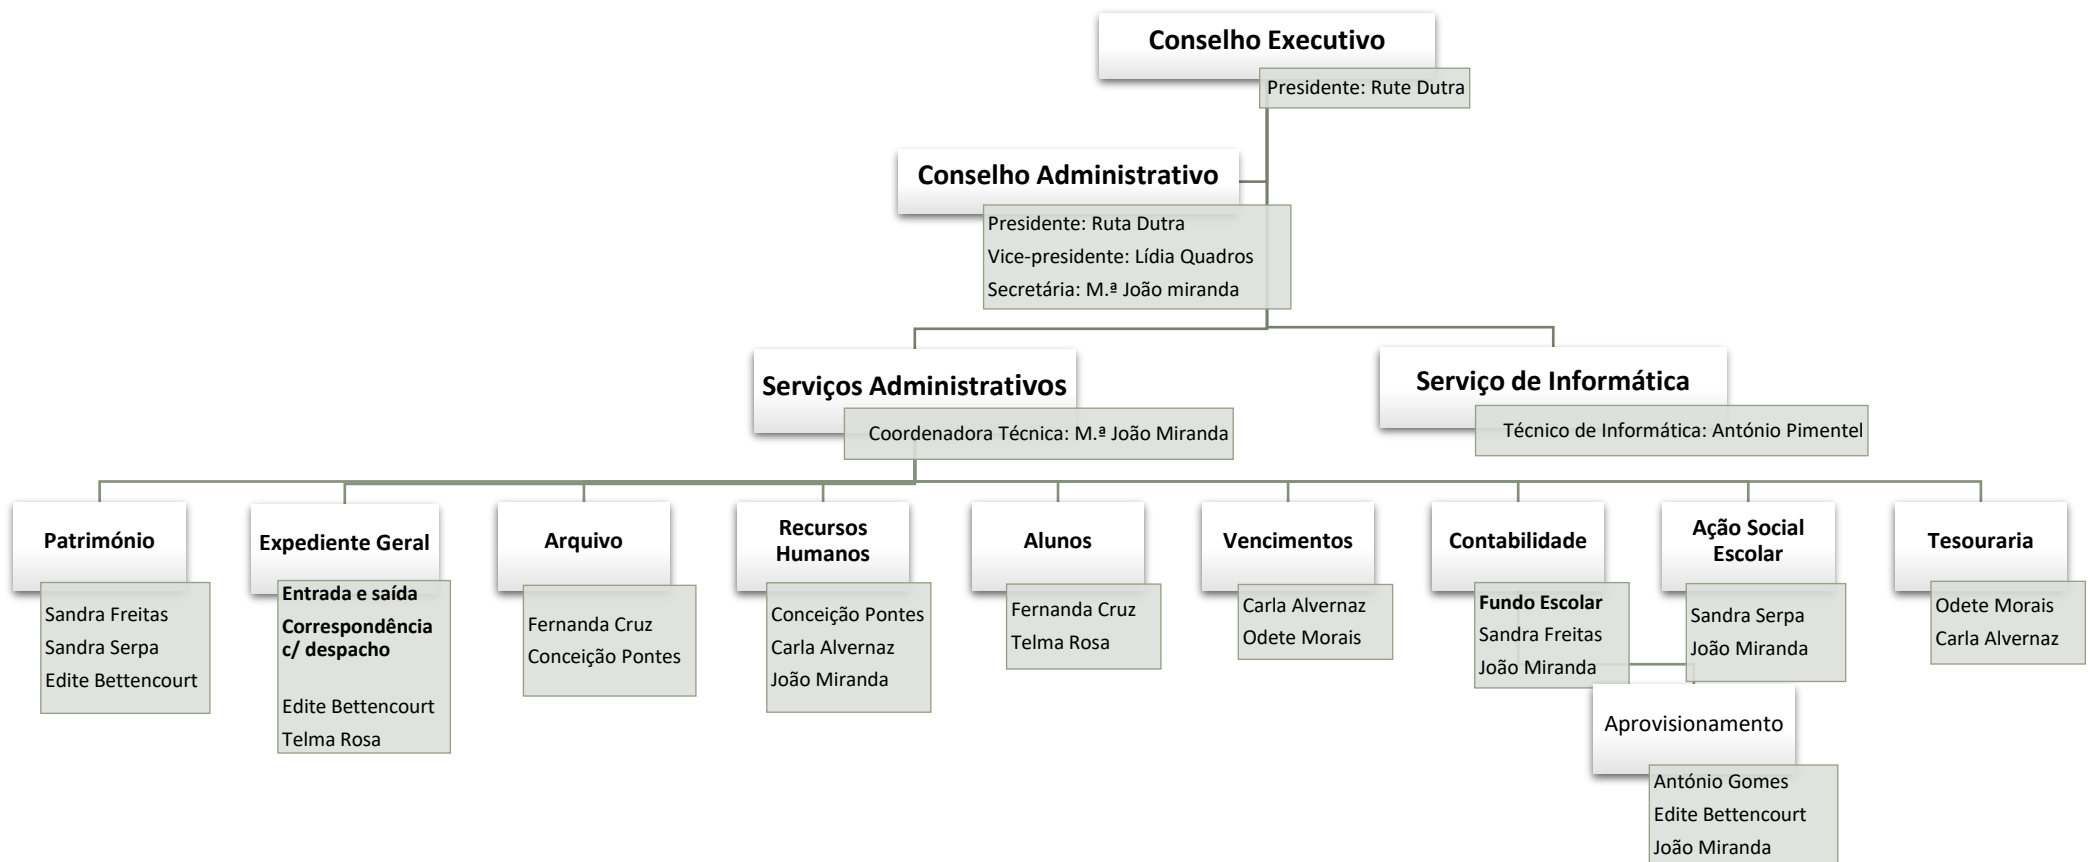 Conselho Executivo
Presidente: Rute Dutra
Conselho Administrativo
Presidente: Ruta Dutra
Vice-presidente: Lídia Quadros
Secretária: M.ª João miranda
Serviços Administrativos
Coordenadora Técnica: M.ª João Miranda
Serviço de Informática
Técnico de Informática: António Pimentel
Património
Sandra Freitas
Sandra Serpa
Edite Bettencourt
Expediente Geral
Entrada e saída
Correspondência
c/ despacho
Edite Bettencourt
Telma Rosa
Arquivo
Fernanda Cruz
Conceição Pontes
Recursos
Humanos
Conceição Pontes
Carla Alvernaz
João Miranda
Alunos
Fernanda Cruz
Telma Rosa
Vencimentos
Carla Alvernaz
Odete Morais
Contabilidade
Fundo Escolar
Sandra Freitas
João Miranda
Aprovisionamento
António Gomes
Edite Bettencourt
João Miranda
Ação Social
Escolar
Sandra Serpa
João Miranda
Tesouraria
Odete Morais
Carla Alvernaz